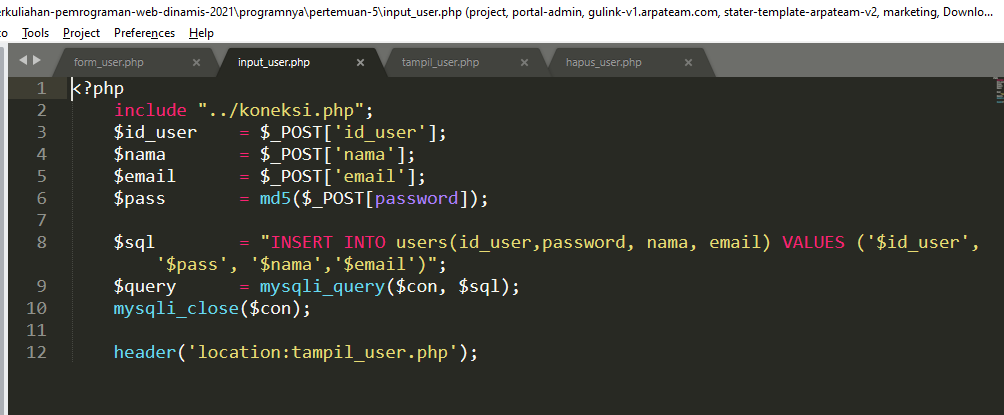 erkuliahan-pemrograman-web-dinamis-2021\programnya\pertemuan-5\input_user.php (project, portal-admin, gulink-v1.arpateam.com, stater-template-arpateam-v2, marketing, Downlo...
to Tools Project Preferences Help
form_user.php × input_user.php × tampil_user.php × hapus_user.php ×
1 <?php
2 include "../koneksi.php";
3 $id_user = $_POST['id_user'];
4 $nama = $_POST['nama'];
5 $email = $_POST['email'];
6 $pass = md5($_POST[password]);
7
8 $sql = "INSERT INTO users(id_user,password, nama, email) VALUES ('$id_user',
'$pass', '$nama','$email')";
9 $query = mysqli_query($con, $sql);
10 mysqli_close($con);
11
12 header('location:tampil_user.php');